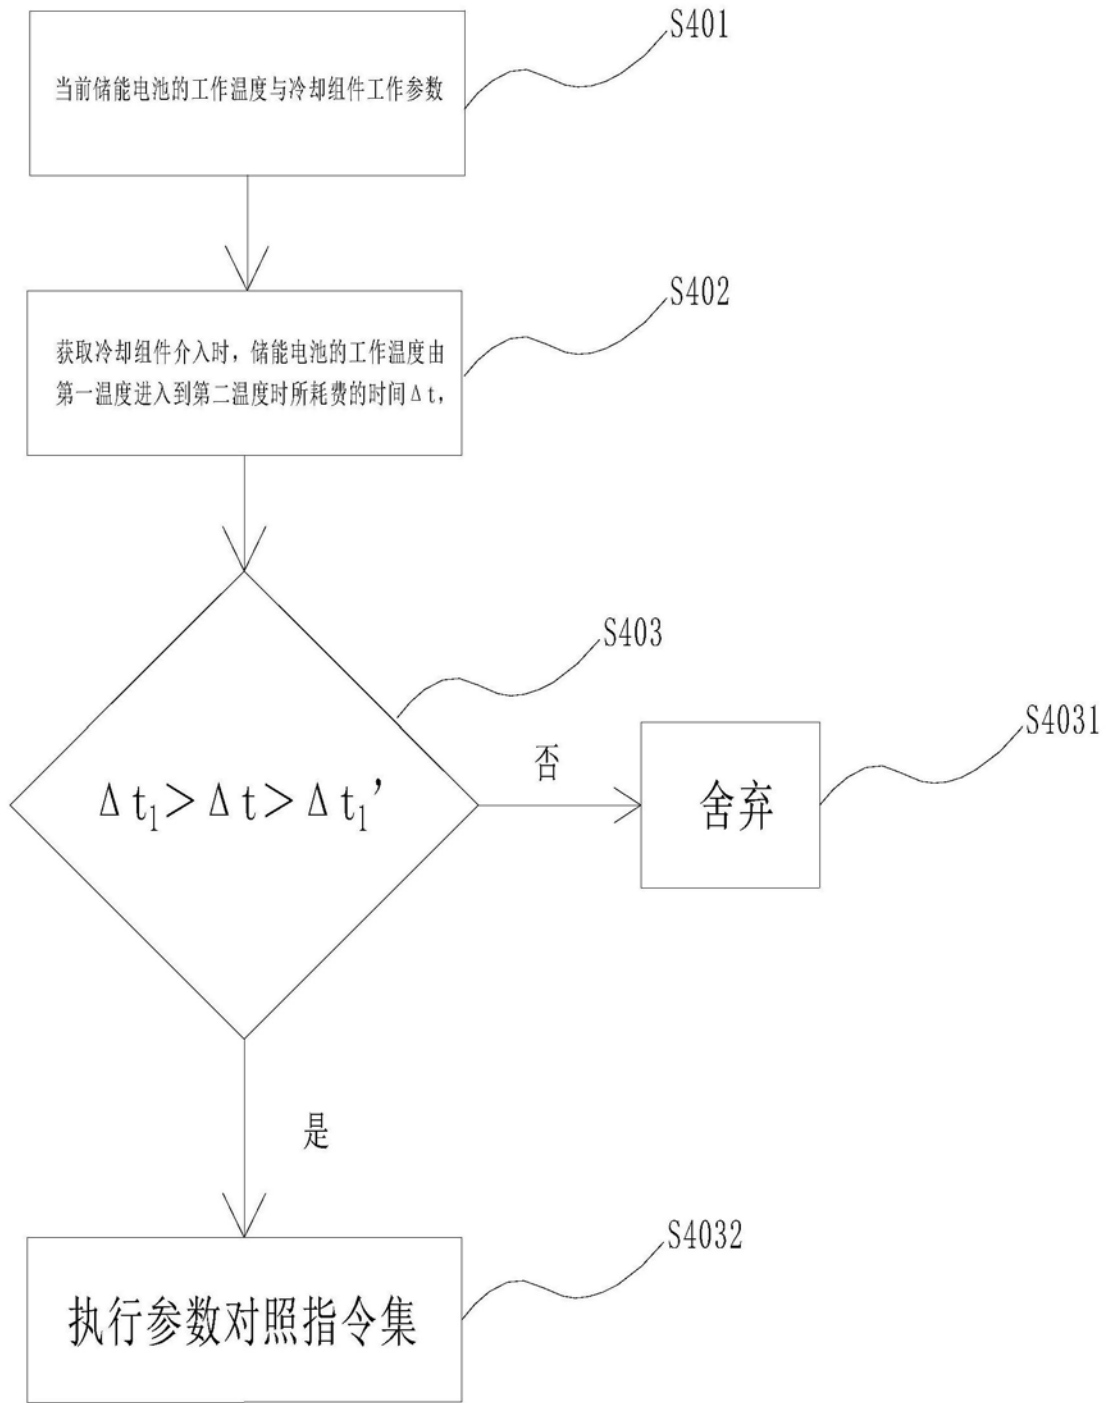 S401
当前储能电池的工作温度与冷却组件工作参数
S402
获取冷却组件介入时，储能电池的工作温度由
第一温度进入到第二温度时所耗费的时间Δt，
S403
Δt₁＞Δt＞Δt₁’
否
S4031
舍弃
是
S4032
执行参数对照指令集